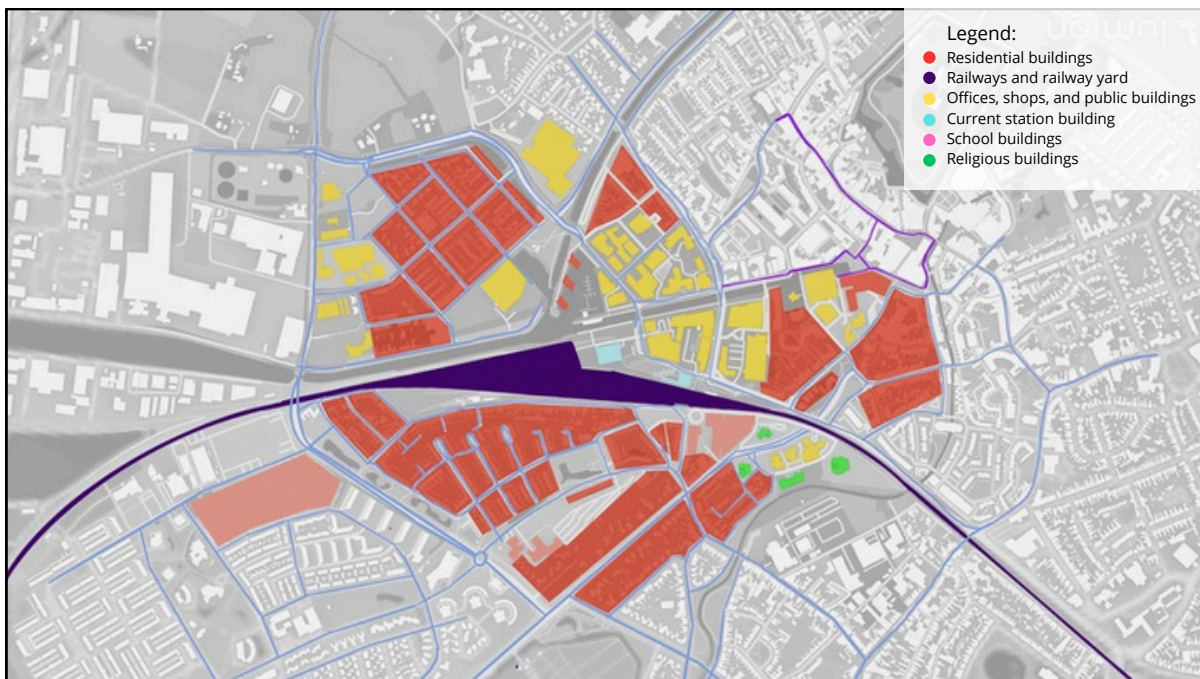 lumion
Legend:
Residential buildings
Railways and railway yard
Offices, shops, and public buildings
Current station building
School buildings
Religious buildings